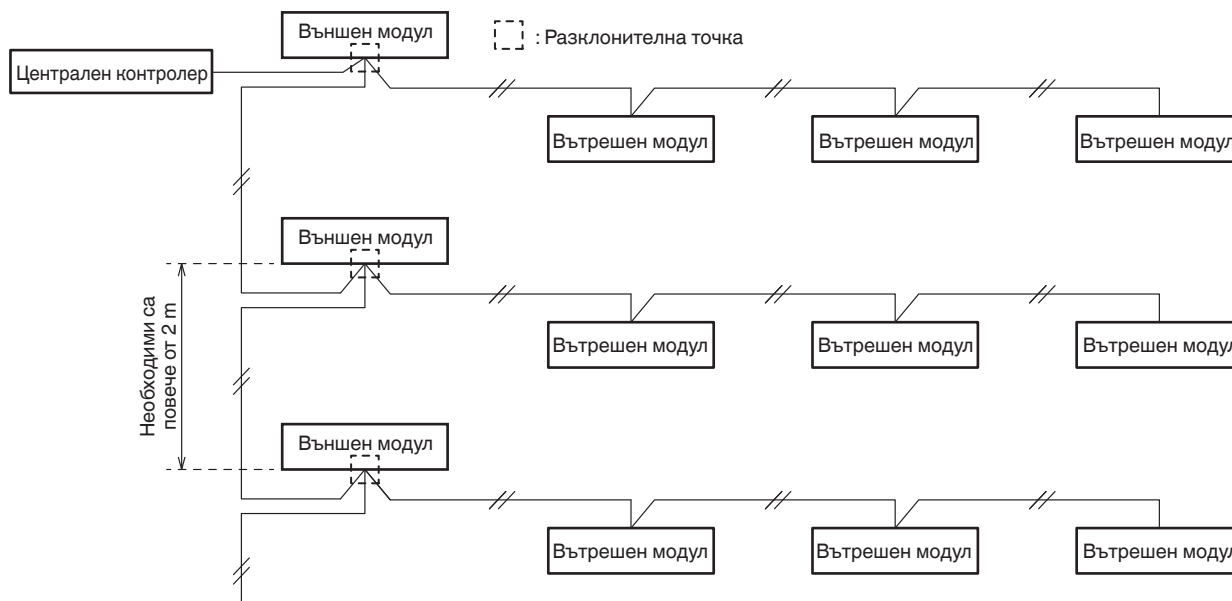 Външен модул
: Разклонителна точка
Централен контролер
Вътрешен модул
Вътрешен модул
Вътрешен модул
Външен модул
Необходими са
повече от 2 m
Вътрешен модул
Вътрешен модул
Вътрешен модул
Външен модул
Вътрешен модул
Вътрешен модул
Вътрешен модул